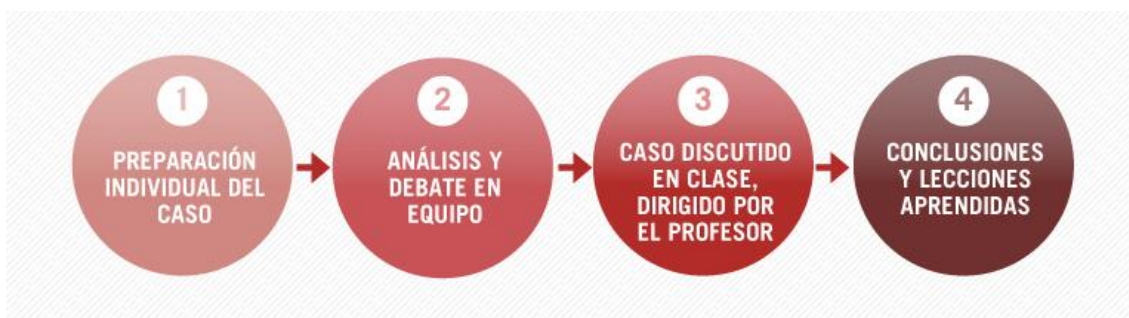 1
PREPARACIÓN
INDIVIDUAL DEL
CASO
2
ANÁLISIS Y
DEBATE EN
EQUIPO
3
CASO DISCUTIDO
EN CLASE,
DIRIGIDO POR
EL PROFESOR
4
CONCLUSIONES
Y LECCIONES
APRENDIDAS